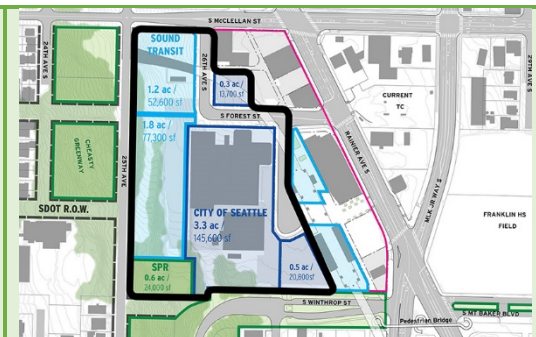 S McCLELLAN ST
24TH AVE S
SOUND
TRANSIT
26TH AVE S
29TH AVE S
1.2 ac /
52,600 sf
0.3 ac /
13,700 sf
CURRENT
TC
S FOREST ST
1.8 ac /
77,300 sf
CHEASTY
GREENWAY
25TH AVE
RAINIER AVE S
MLK JR WAY S
SDOT R.O.W.
CITY OF SEATTLE
3.3 ac /
145,600 sf
FRANKLIN HS
FIELD
SPR
0.6 ac /
24,000 sf
0.5 ac /
20,800sf
S WINTHROP ST
Pedestrian Bridge
S MT BAKER BLVD